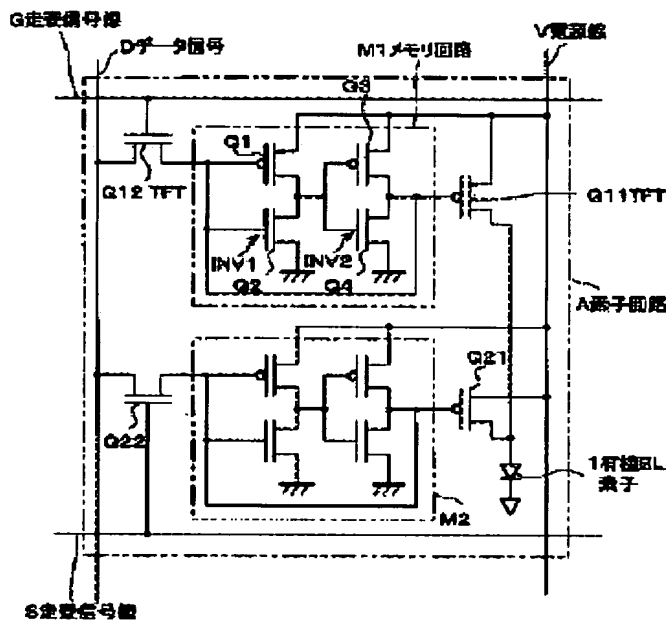 G走査信号線
Dデータ信号
V電源線
M1メモリ回路
Q3
Q1
Q12 TFT
Q11TFT
INV1
INV2
Q2
Q4
A画素回路
Q21
Q22
1有機EL
素子
M2
S走査信号線